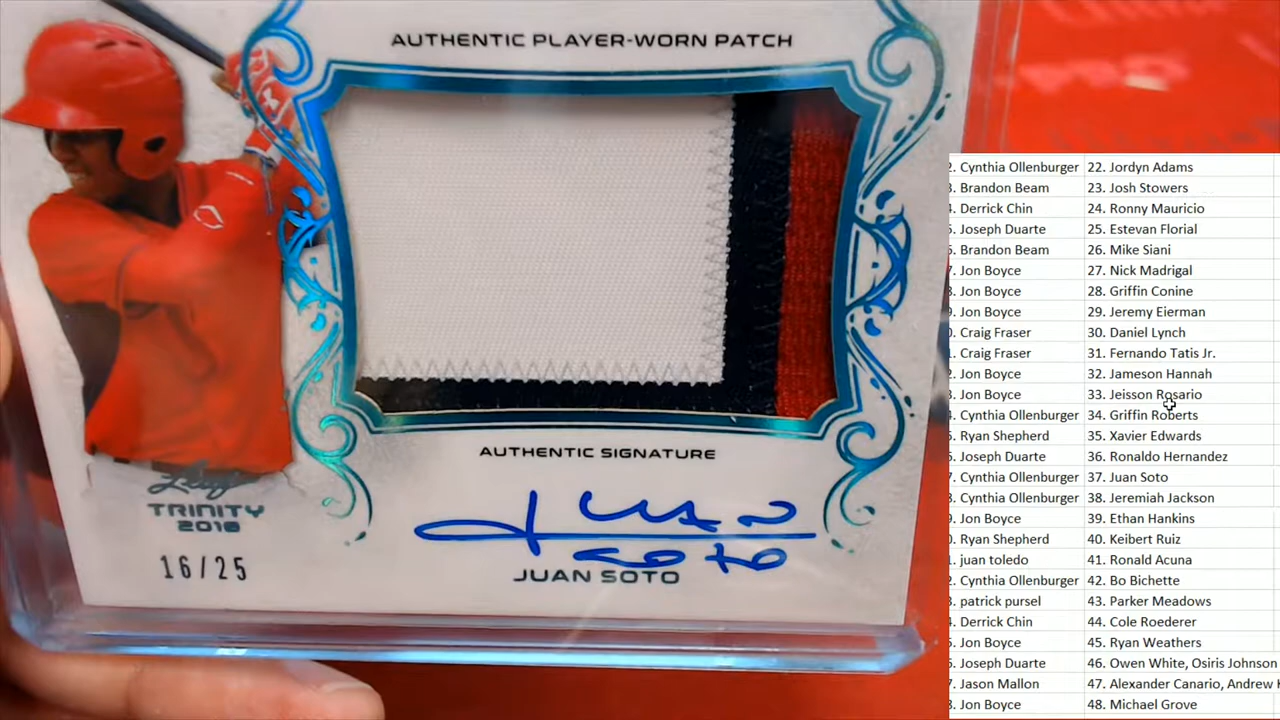 AUTHENTIC PLAYER-WORN PATCH
AUTHENTIC SIGNATURE
JUAN
SOTO
JUAN SOTO
Leaf
TRINITY
2018
16/25
2. Cynthia Ollenburger 22. Jordyn Adams
. Brandon Beam 23. Josh Stowers
. Derrick Chin 24. Ronny Mauricio
. Joseph Duarte 25. Estevan Florial
. Brandon Beam 26. Mike Siani
. Jon Boyce 27. Nick Madrigal
. Jon Boyce 28. Griffin Conine
. Jon Boyce 29. Jeremy Eierman
. Craig Fraser 30. Daniel Lynch
. Craig Fraser 31. Fernando Tatis Jr.
. Jon Boyce 32. Jameson Hannah
. Jon Boyce 33. Jeisson Rosario
. Cynthia Ollenburger 34. Griffin Roberts
. Ryan Shepherd 35. Xavier Edwards
. Joseph Duarte 36. Ronaldo Hernandez
. Cynthia Ollenburger 37. Juan Soto
. Cynthia Ollenburger 38. Jeremiah Jackson
. Jon Boyce 39. Ethan Hankins
. Ryan Shepherd 40. Keibert Ruiz
. juan toledo 41. Ronald Acuna
2. Cynthia Ollenburger 42. Bo Bichette
. patrick pursel 43. Parker Meadows
. Derrick Chin 44. Cole Roederer
. Jon Boyce 45. Ryan Weathers
. Joseph Duarte 46. Owen White, Osiris Johnson
. Jason Mallon 47. Alexander Canario, Andrew
. Jon Boyce 48. Michael Grove